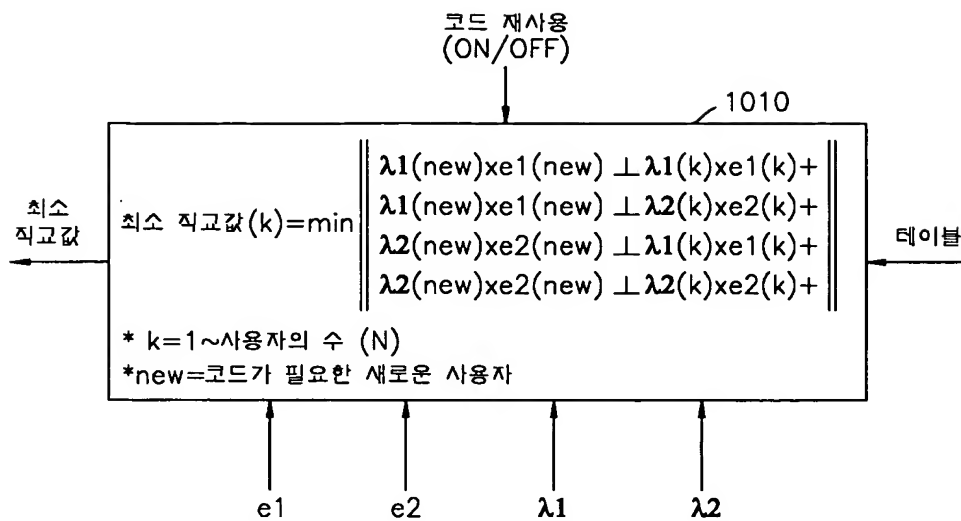 코드 재사용
(ON/OFF)
1010
λ1(new)xe1(new) ⊥λ1(k)xe1(k)+
λ1(new)xe1(new) ⊥λ2(k)xe2(k)+
λ2(new)xe2(new) ⊥λ1(k)xe1(k)+
λ2(new)xe2(new) ⊥λ2(k)xe2(k)+
최소 직교값(k)=min
최소
직교값
테이블
* k=1~사용자의 수 (N)
*new=코드가 필요한 새로운 사용자
e1 e2 λ1 λ2